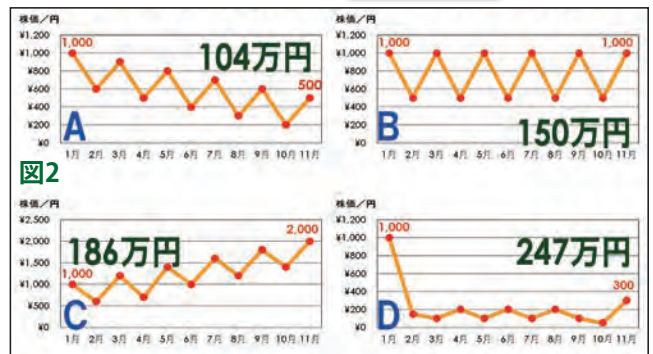 株価／円
¥1,200
¥1,000
¥800
¥600
¥400
¥200
¥0
1,000
104万円
500
A
1月 2月 3月 4月 5月 6月 7月 8月 9月 10月 11月
株価／円
¥1,200
¥1,000
¥800
¥600
¥400
¥200
¥0
1,000
1,000
B
150万円
1月 2月 3月 4月 5月 6月 7月 8月 9月 10月 11月
図2
株価／円
¥2,500
¥2,000
¥1,500
¥1,000
¥500
¥0
186万円
2,000
1,000
C
1月 2月 3月 4月 5月 6月 7月 8月 9月 10月 11月
株価／円
¥1,200
¥1,000
¥800
¥600
¥400
¥200
¥0
1,000
247万円
300
D
1月 2月 3月 4月 5月 6月 7月 8月 9月 10月 11月